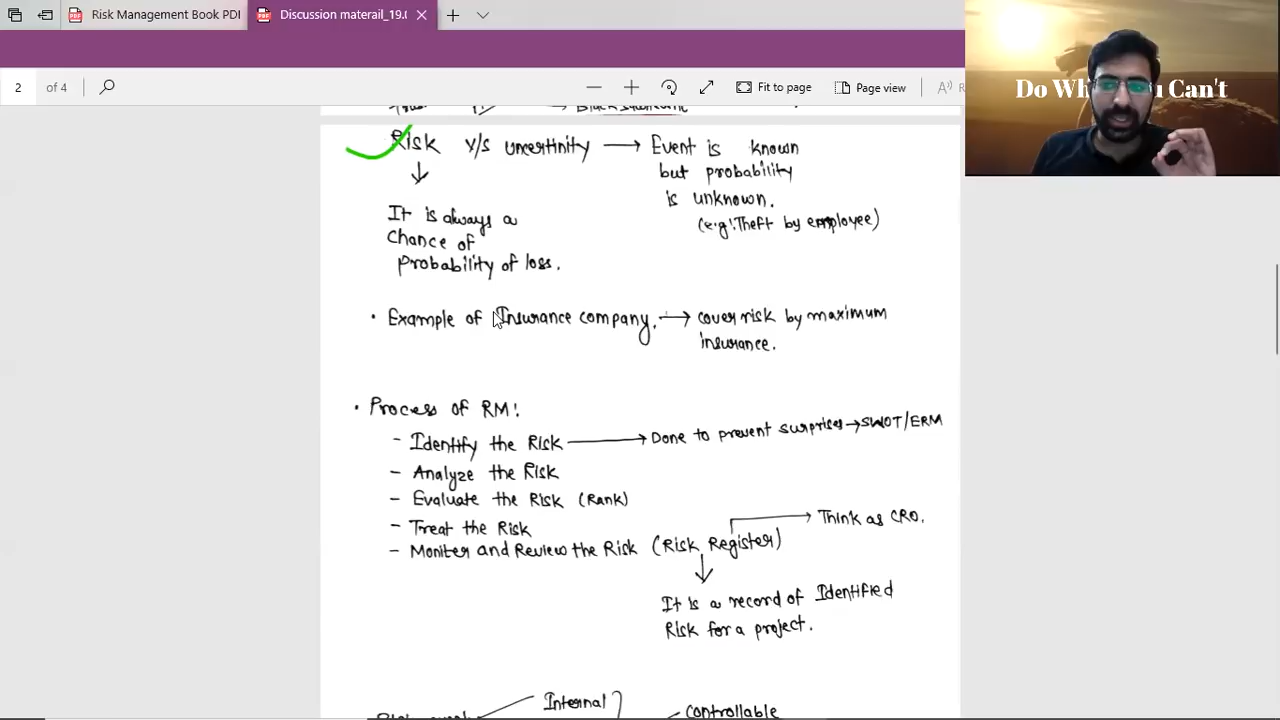 Risk Management Book PDI
Discussion materail_19.0
2 of 4
Fit to page
Page view
Do Wh u Can't
Risk v/s uncertinity → Event is known
but probability
is unknown.
(e.g: Theft by employee)
It is always a
Chance of
Probability of loss.
• Example of Insurance company. → cover risk by maximum
insurance.
• Process of RM:
- Identify the Risk → Done to prevent surprises → SWOT/ERM
- Analyze the Risk
- Evaluate the Risk (Rank)
- Treat the Risk
- Moniter and Review the Risk (Risk Register) → Think as CRO.
It is a record of Identified
Risk for a project.
Internal
controllable